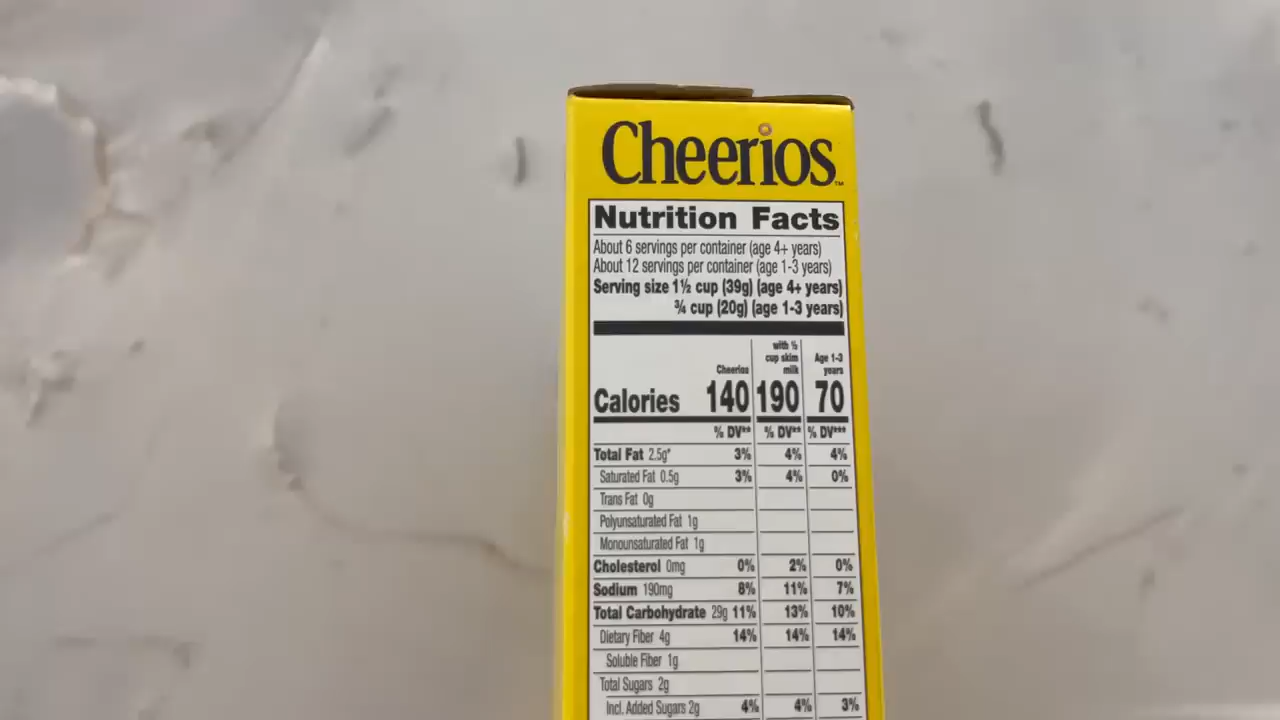 Cheerios™
Nutrition Facts
About 6 servings per container (age 4+ years)
About 12 servings per container (age 1-3 years)
Serving size 1½ cup (39g) (age 4+ years)
¾ cup (20g) (age 1-3 years)
Cheerios
with ½ cup skim milk
Age 1-3 years
Calories 140 190 70
% DV** % DV** % DV***
Total Fat 2.5g* 3% 4% 4%
Saturated Fat 0.5g 3% 4% 0%
Trans Fat 0g
Polyunsaturated Fat 1g
Monounsaturated Fat 1g
Cholesterol 0mg 0% 2% 0%
Sodium 190mg 8% 11% 7%
Total Carbohydrate 29g 11% 13% 10%
Dietary Fiber 4g 14% 14% 14%
Soluble Fiber 1g
Total Sugars 2g
Incl. Added Sugars 2g 4% 4% 3%